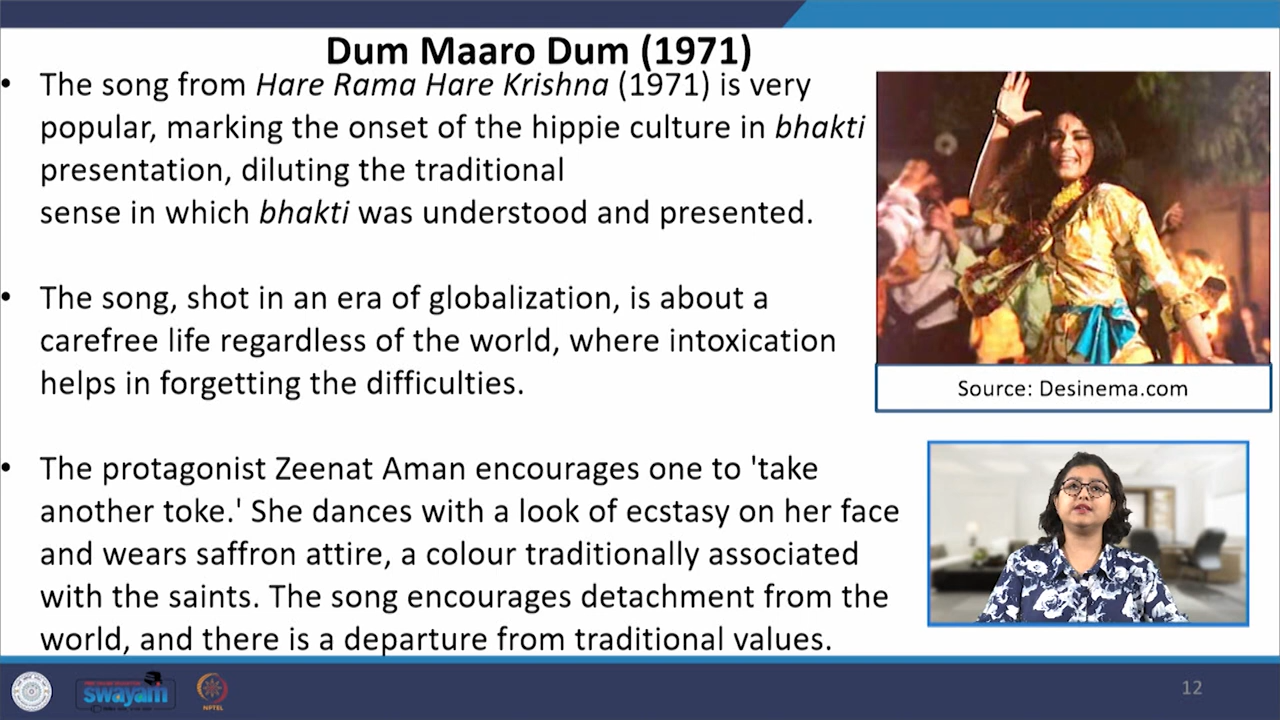 Dum Maaro Dum (1971)
• The song from Hare Rama Hare Krishna (1971) is very
popular, marking the onset of the hippie culture in bhakti
presentation, diluting the traditional
sense in which bhakti was understood and presented.
• The song, shot in an era of globalization, is about a
carefree life regardless of the world, where intoxication
helps in forgetting the difficulties.
• The protagonist Zeenat Aman encourages one to 'take
another toke.' She dances with a look of ecstasy on her face
and wears saffron attire, a colour traditionally associated
with the saints. The song encourages detachment from the
world, and there is a departure from traditional values.
Source: Desinema.com
swayam
NPTEL
12